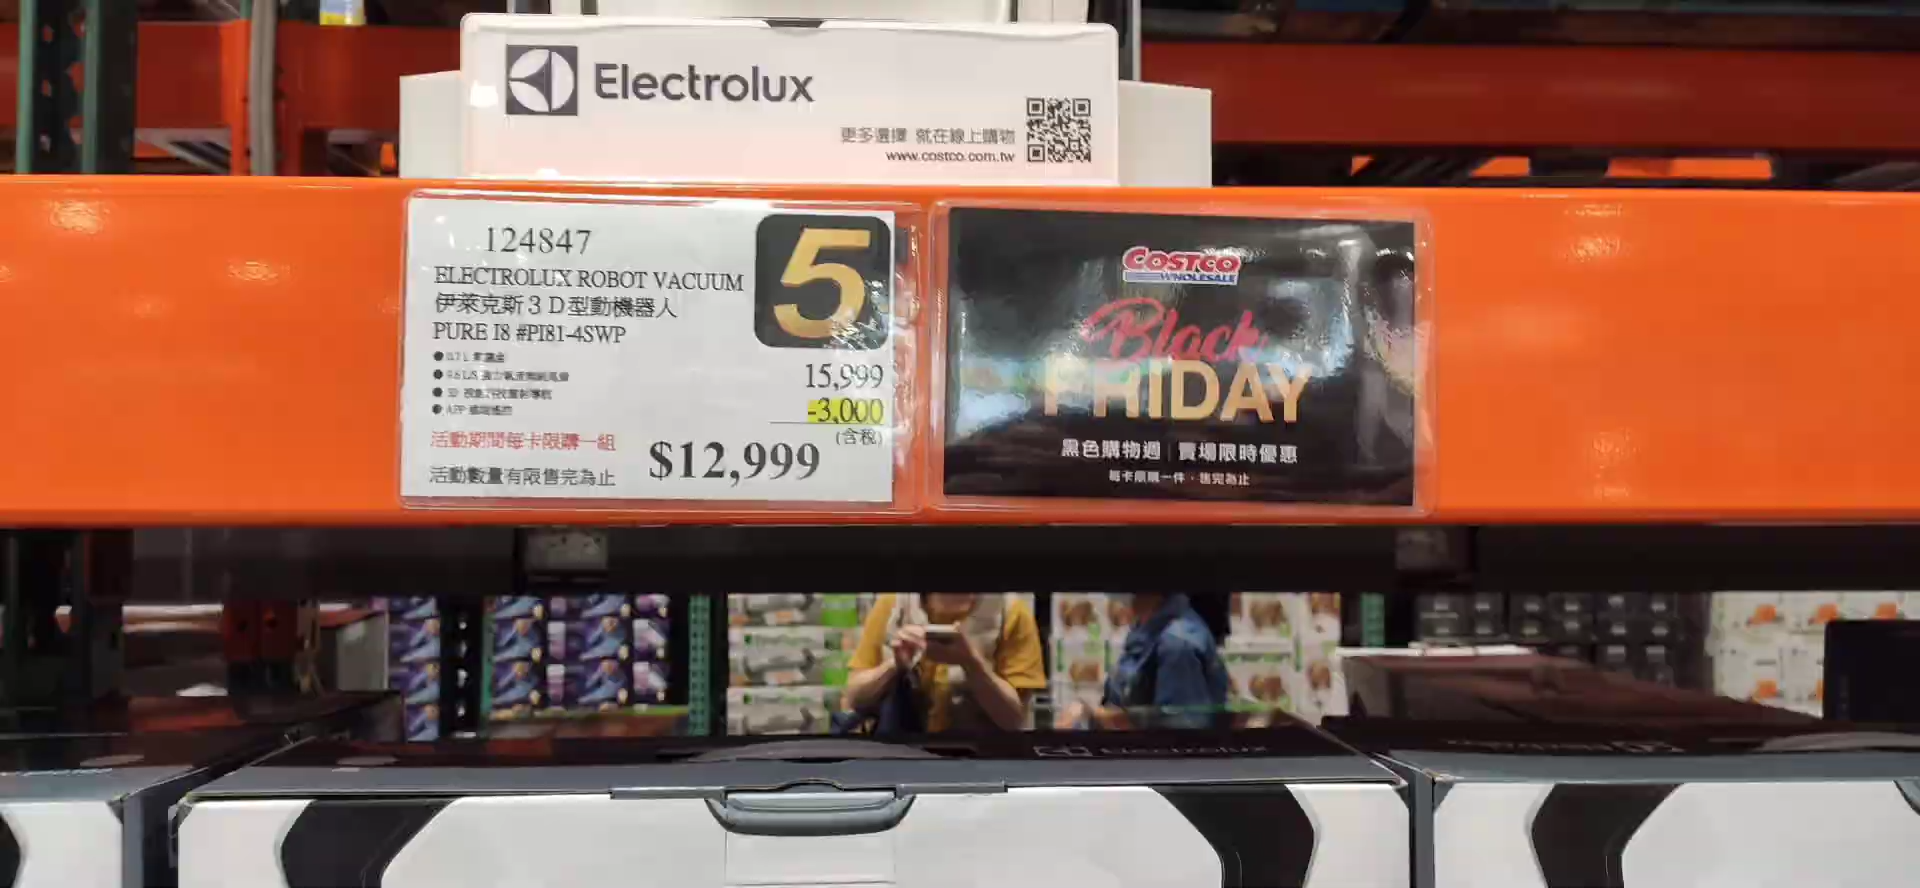 Electrolux
更多選擇 就在線上購物
www.costco.com.tw
124847
5
ELECTROLUX ROBOT VACUUM
伊萊克斯3D型動機器人
PURE I8 #PI81-4SWP
15,999
-3,000
(含稅)
APP
活動期間每卡限購一組
$12,999
活動數量有限售完為止
COSTCO
WHOLESALE
Black
FRIDAY
黑色購物週 | 賣場限時優惠
每卡限購一件，售完為止
Electrolux